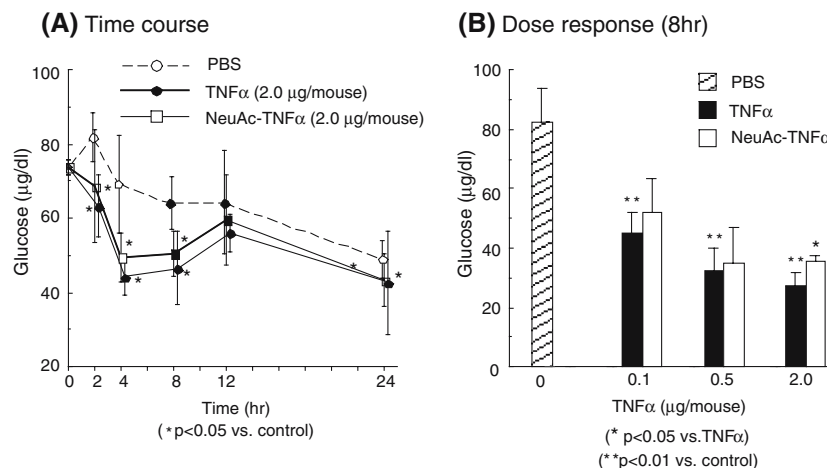 (A) Time course
(B) Dose response (8hr)
100
80
60
40
20
Glucose (μg/dl)
PBS
TNFα (2.0 μg/mouse)
NeuAc-TNFα (2.0 μg/mouse)
*
*
*
*
*
*
*
*
0 2 4 8 12 24
Time (hr)
(*p<0.05 vs. control)
100
80
60
40
20
0
Glucose (μg/dl)
PBS
TNFα
NeuAc-TNFα
**
**
**
*
0 0.1 0.5 2.0
TNFα (μg/mouse)
(* p<0.05 vs.TNFα)
(**p<0.01 vs. control)